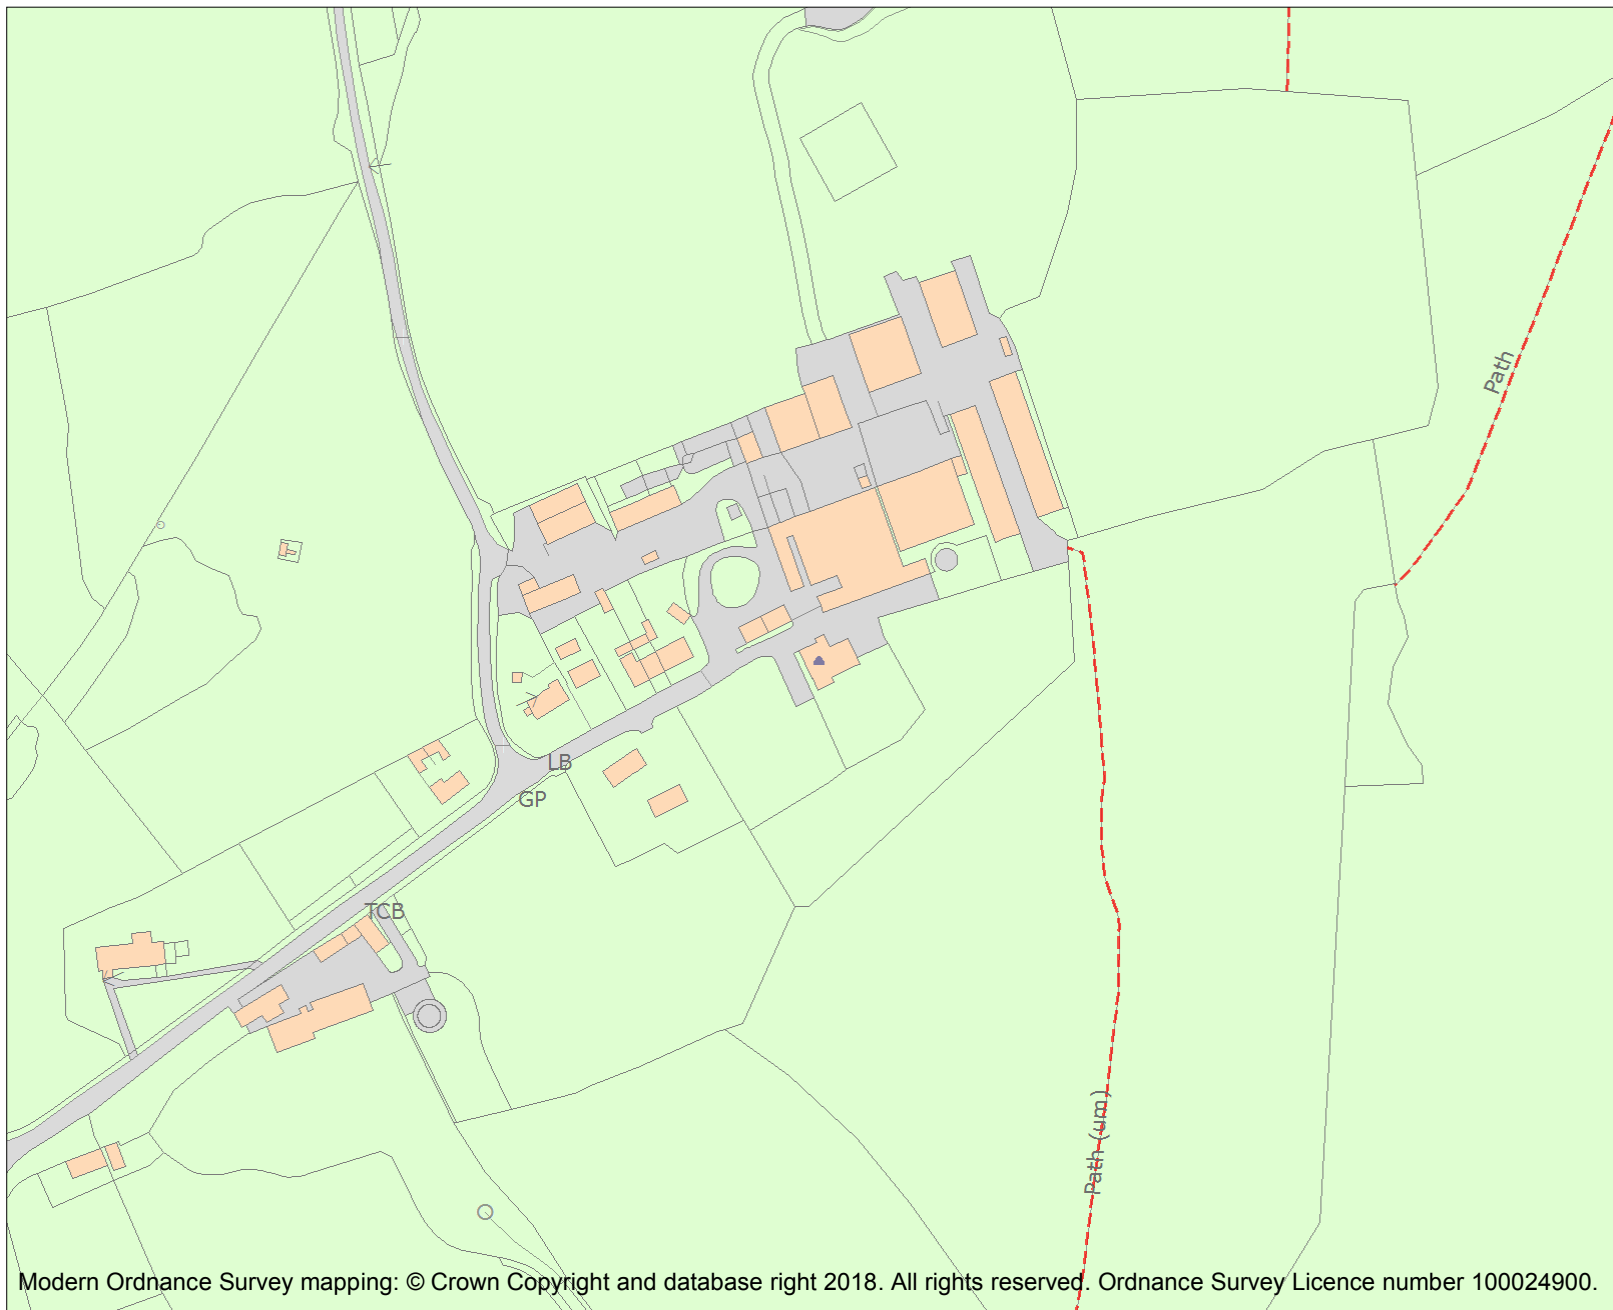 Path
LB
GP
TCB
Path (um)
Modern Ordnance Survey mapping: © Crown Copyright and database right 2018. All rights reserved. Ordnance Survey Licence number 100024900.